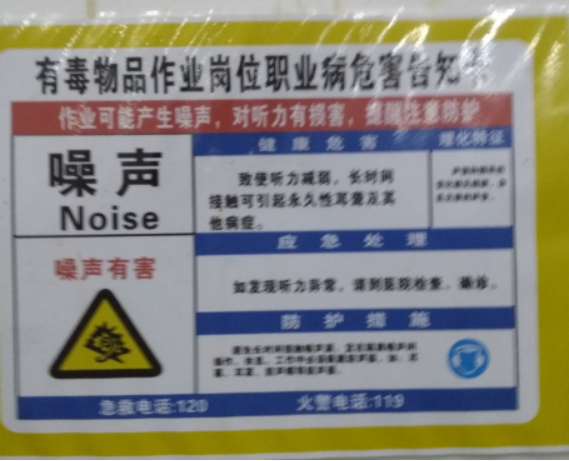 有毒物品作业岗位职业病危害告知
作业可能产生噪声，对听力有损害，提醒注意防护
健康危害
理化特征
噪声
Noise
致使听力减弱，长时间
接触可引起永久性耳聋及其
他病症。
应急处理
噪声有害
如发现听力异常，请到医院检查、确诊。
防护措施
急救电话:120
火警电话:119